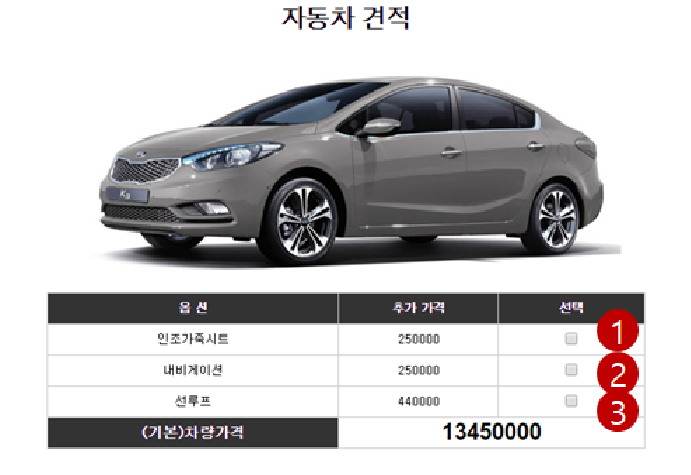 자동차 견적
K3
옵 션 추가 가격 선택
인조가죽시트 250000 1
내비게이션 250000 2
선루프 440000 3
(기본)차량가격 13450000